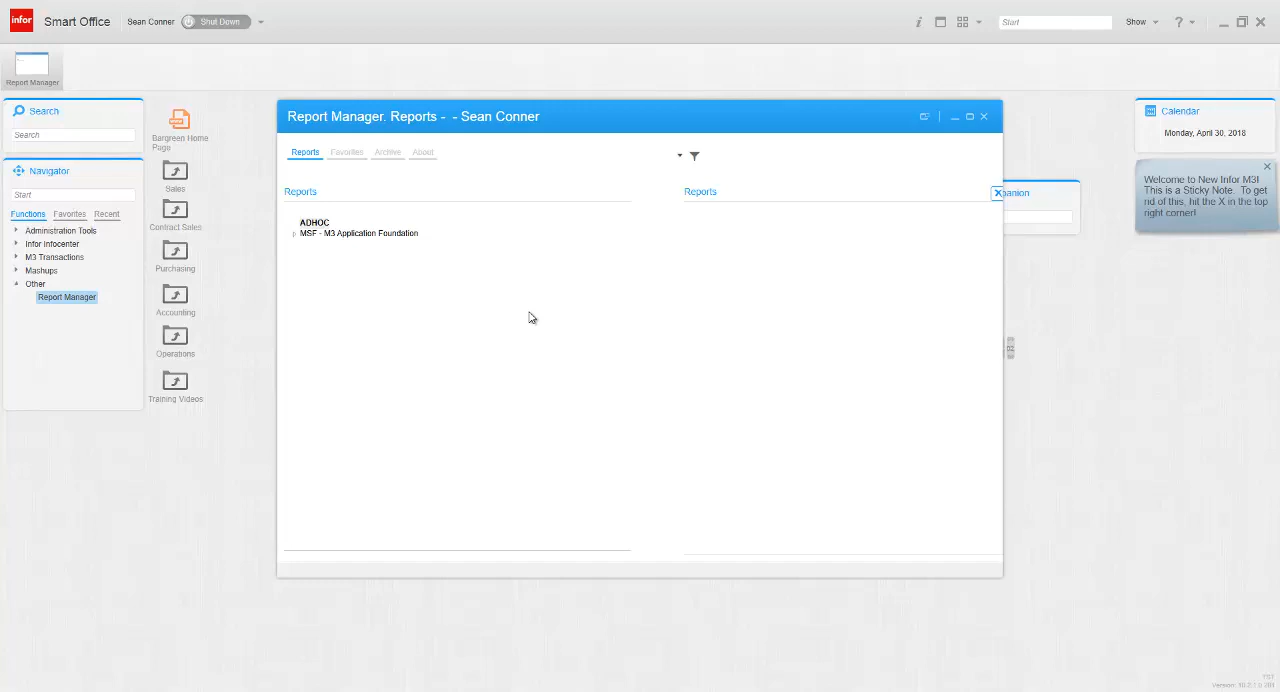 infor
Smart Office
Sean Conner
Shut Down
Start
Show
?
Report Manager
Search
Search
Navigator
Start
Functions Favorites Recent
Administration Tools
Infor Infocenter
M3 Transactions
Mashups
Other
Report Manager
Bargreen Home
Page
Sales
Contract Sales
Purchasing
Accounting
Operations
Training Videos
Report Manager. Reports - - Sean Conner
Reports Favorites Archive About
Reports
ADHOC
MSF - M3 Application Foundation
Reports
panion
Calendar
Monday, April 30, 2018
Welcome to New Infor M3!
This is a Sticky Note. To get
rid of this, hit the X in the top
right corner!
TST